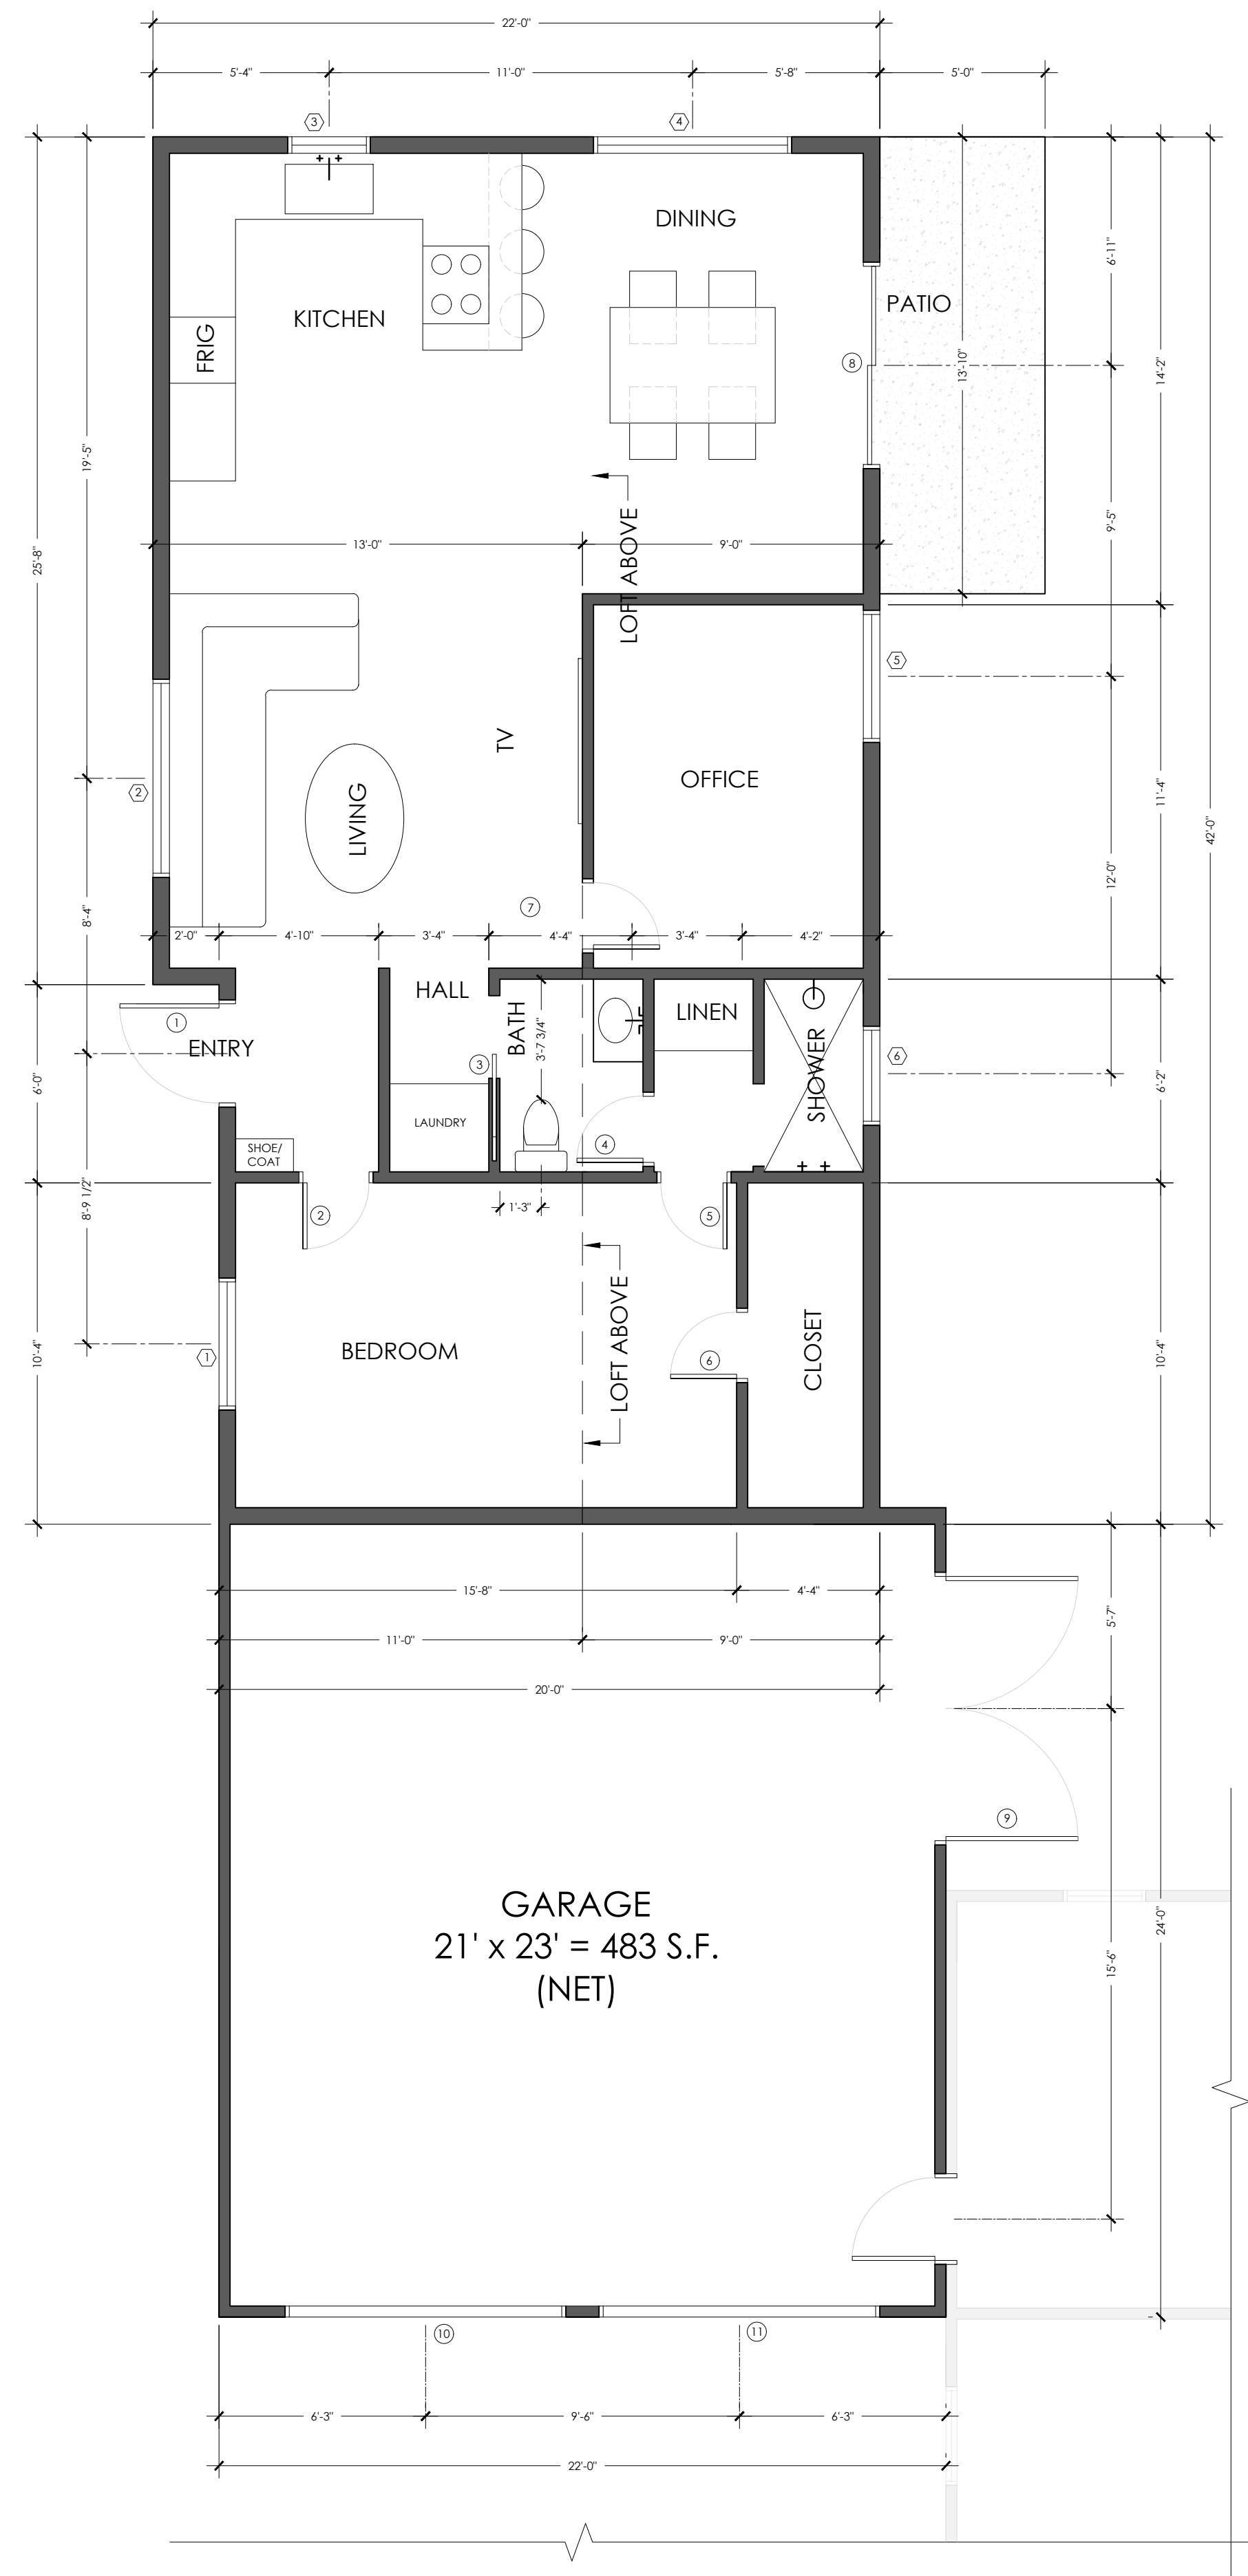 22'-0"
5'-4"
11'-0"
5'-8"
5'-0"
3
4
DINING
6'-11"
PATIO
KITCHEN
FRIG
8
13'-10"
14'-2"
19'-5"
9'-5"
LOFT ABOVE
13'-0"
9'-0"
25'-8"
5
TV
OFFICE
11'-4"
2
LIVING
42'-0"
12'-0"
8'-4"
7
2'-0"
4'-10"
3'-4"
4'-4"
3'-4"
4'-2"
HALL
LINEN
BATH
1
3'-7 3/4"
ENTRY
3
6
SHOWER
6'-0"
6'-2"
LAUNDRY
4
SHOE/
COAT
8'-9 1/2"
1'-3"
2
5
LOFT ABOVE
BEDROOM
1
6
CLOSET
10'-4"
10'-4"
15'-8"
4'-4"
5'-7"
11'-0"
9'-0"
20'-0"
9
GARAGE
21' x 23' = 483 S.F.
(NET)
24'-0"
15'-6"
10
11
6'-3"
9'-6"
6'-3"
22'-0"